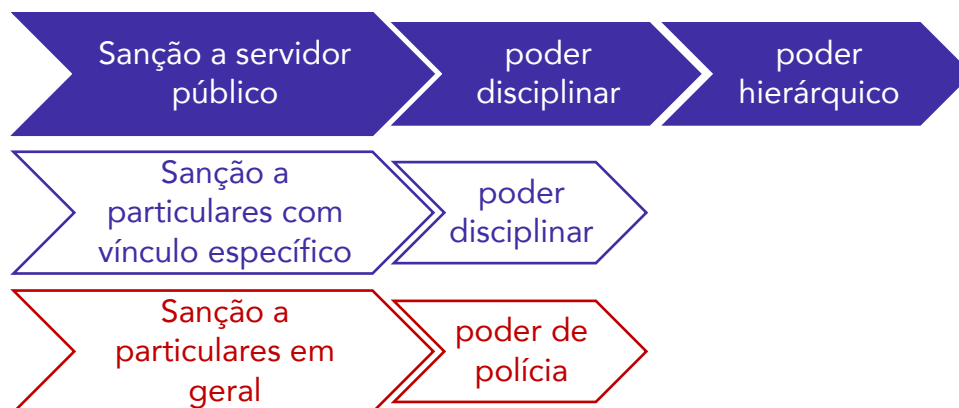 Sanção a servidor
público
poder
disciplinar
poder
hierárquico
Sanção a
particulares com
vínculo específico
poder
disciplinar
Sanção a
particulares em
geral
poder de
polícia